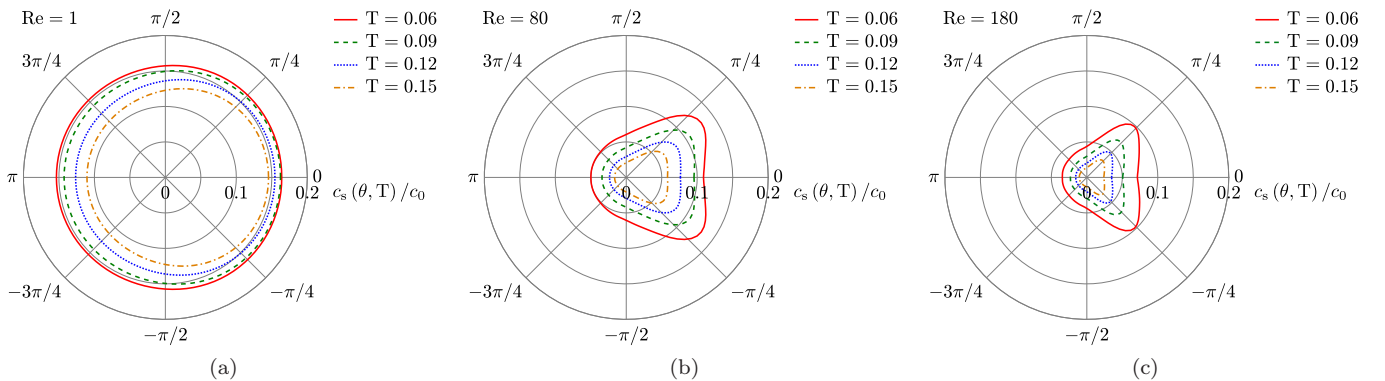 Re = 1
π/2
T = 0.06
T = 0.09
T = 0.12
T = 0.15
3π/4
π/4
π
0
0.1
0.2
0
c_s (θ, T) /c_0
−3π/4
−π/4
−π/2
(a)
Re = 80
π/2
T = 0.06
T = 0.09
T = 0.12
T = 0.15
3π/4
π/4
π
0
0.1
0.2
0
c_s (θ, T) /c_0
−3π/4
−π/4
−π/2
(b)
Re = 180
π/2
T = 0.06
T = 0.09
T = 0.12
T = 0.15
3π/4
π/4
π
0
0.1
0.2
0
c_s (θ, T) /c_0
−3π/4
−π/4
−π/2
(c)